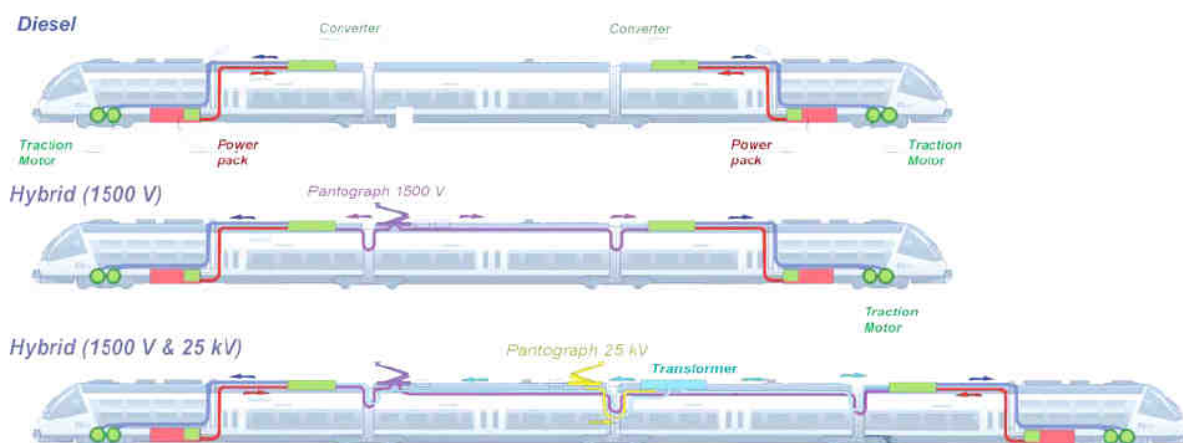 Diesel
Converter
Converter
Traction
Motor
Power
pack
Power
pack
Traction
Motor
Hybrid (1500 V)
Pantograph 1500 V
Traction
Motor
Hybrid (1500 V & 25 kV)
Pantograph 25 kV
Transformer